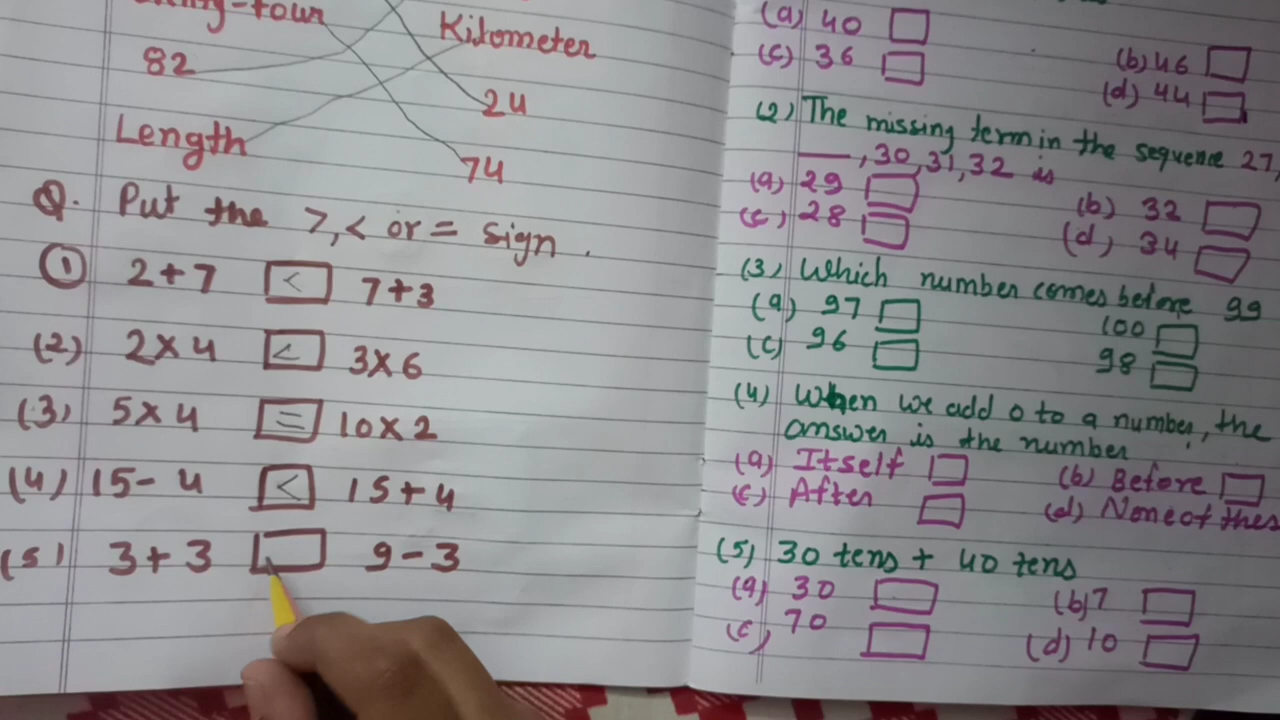 Kilometer
82
24
Length
74
Q. Put the >, < or = sign.
① 2+7 < 7+3
(2) 2×4 < 3×6
(3) 5×4 = 10×2
(4) 15-4 < 15+4
(5) 3+3 9-3
(a) 40
(b) 46
(c) 36
(d) 44
(2) The missing term in the sequence 27,
__, 30, 31, 32 is
(a) 29
(b) 32
(c) 28
(d) 34
(3) Which number comes before 99
(a) 97
100
(c) 96
98
(4) When we add 0 to a number, the
answer is the number.
(a) Itself
(b) Before
(c) After
(d) None of thes
(5) 30 tens + 40 tens
(a) 30
(b) 7
(c) 70
(d) 10